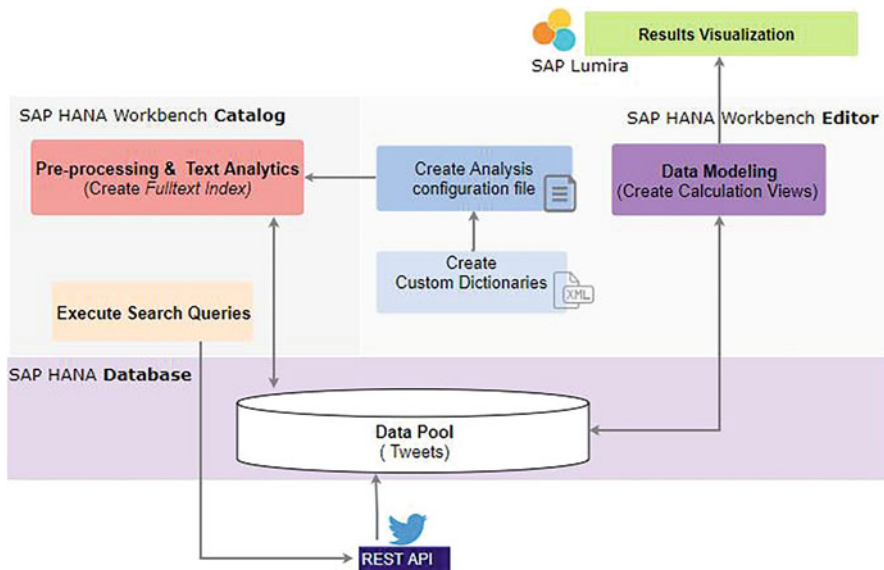 Results Visualization
SAP Lumira
SAP HANA Workbench Catalog
SAP HANA Workbench Editor
Pre-processing & Text Analytics
(Create Fulltext Index)
Create Analysis
configuration file
Data Modeling
(Create Calculation Views)
Create
Custom Dictionaries
XML
Execute Search Queries
SAP HANA Database
Data Pool
( Tweets)
REST API